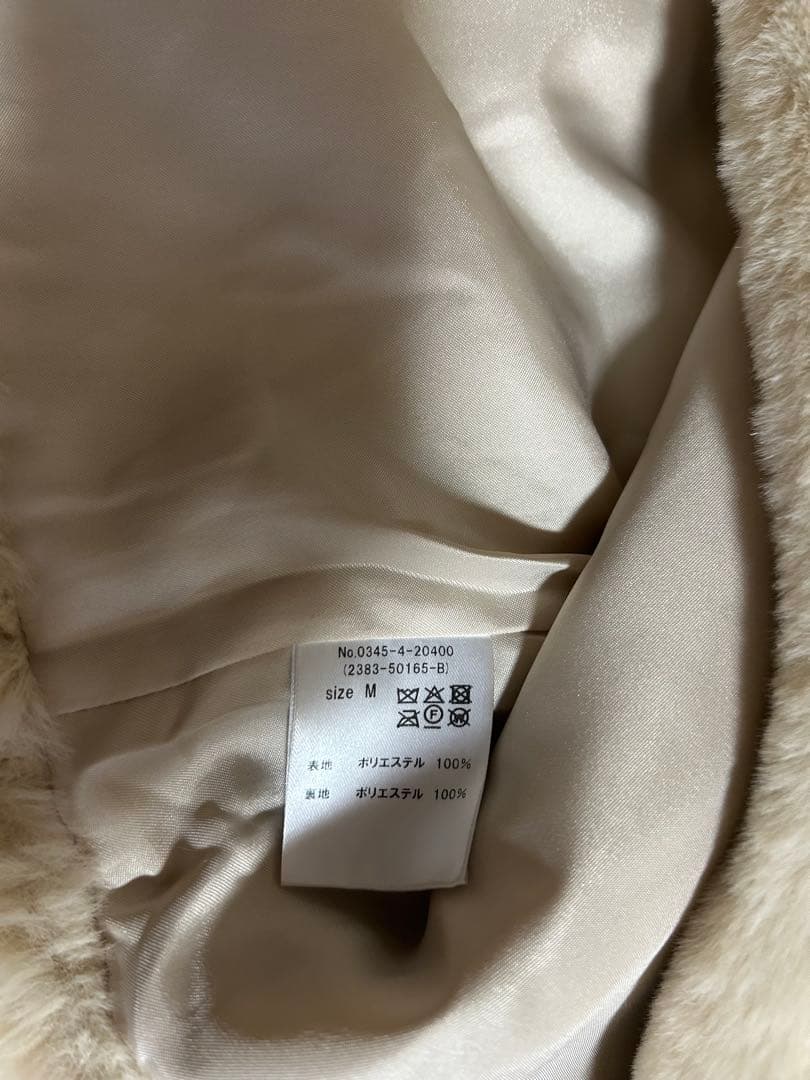 No.0345-4-20400
(2383-50165-B)
size M
F W
表地 ポリエステル 100%
裏地 ポリエステル 100%